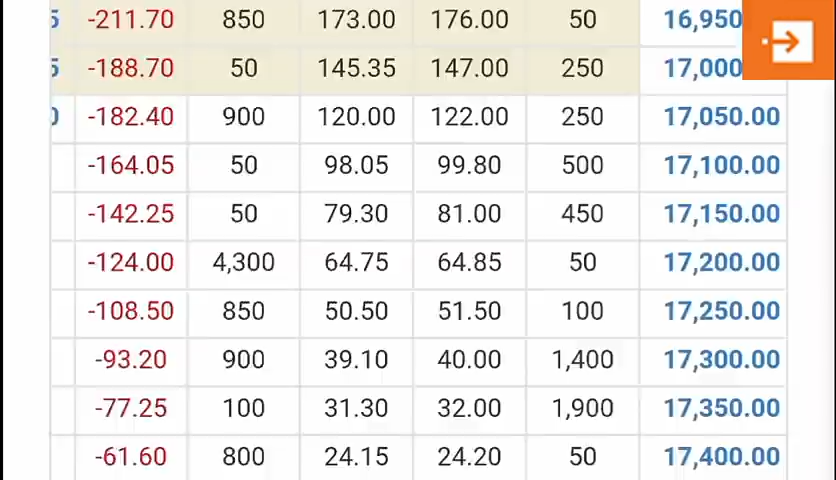 5 -211.70 850 173.00 176.00 50 16,950
5 -188.70 50 145.35 147.00 250 17,000
0 -182.40 900 120.00 122.00 250 17,050.00
-164.05 50 98.05 99.80 500 17,100.00
-142.25 50 79.30 81.00 450 17,150.00
-124.00 4,300 64.75 64.85 50 17,200.00
-108.50 850 50.50 51.50 100 17,250.00
-93.20 900 39.10 40.00 1,400 17,300.00
-77.25 100 31.30 32.00 1,900 17,350.00
-61.60 800 24.15 24.20 50 17,400.00